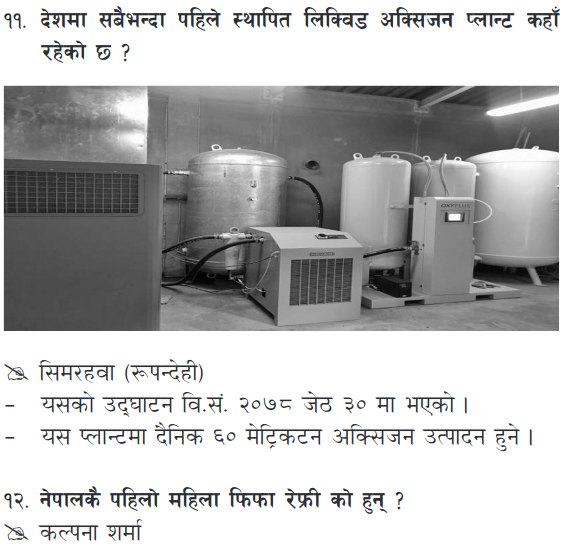 ११. देशमा सबैभन्दा पहिले स्थापित लिक्विड अक्सिजन प्लान्ट कहाँ
रहेको छ ?
सिमरहवा (रूपन्देही)
- यसको उद्घाटन वि.सं. २०७८ जेठ ३० मा भएको ।
- यस प्लान्टमा दैनिक ६० मेट्रिकटन अक्सिजन उत्पादन हुने ।
१२. नेपालकै पहिलो महिला फिफा रेफ्री को हुन् ?
कल्पना शर्मा